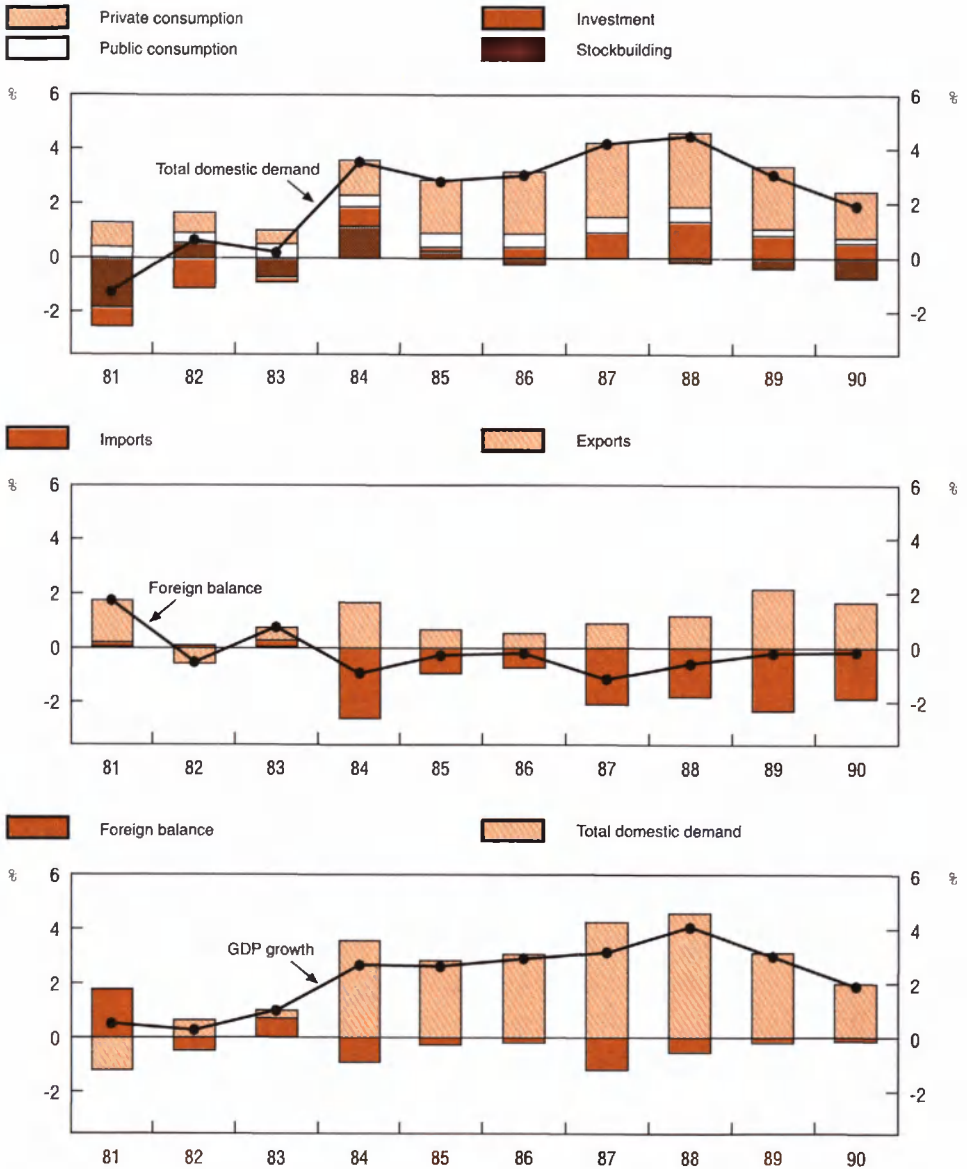 Private consumption Investment
Public consumption Stockbuilding
% 6 6 %
4 4
Total domestic demand
2 2
0 0
-2 -2
81 82 83 84 85 86 87 88 89 90
Imports Exports
% 6 6 %
4 4
Foreign balance
2 2
0 0
-2 -2
81 82 83 84 85 86 87 88 89 90
Foreign balance Total domestic demand
% 6 6 %
4 4
GDP growth
2 2
0 0
-2 -2
81 82 83 84 85 86 87 88 89 90